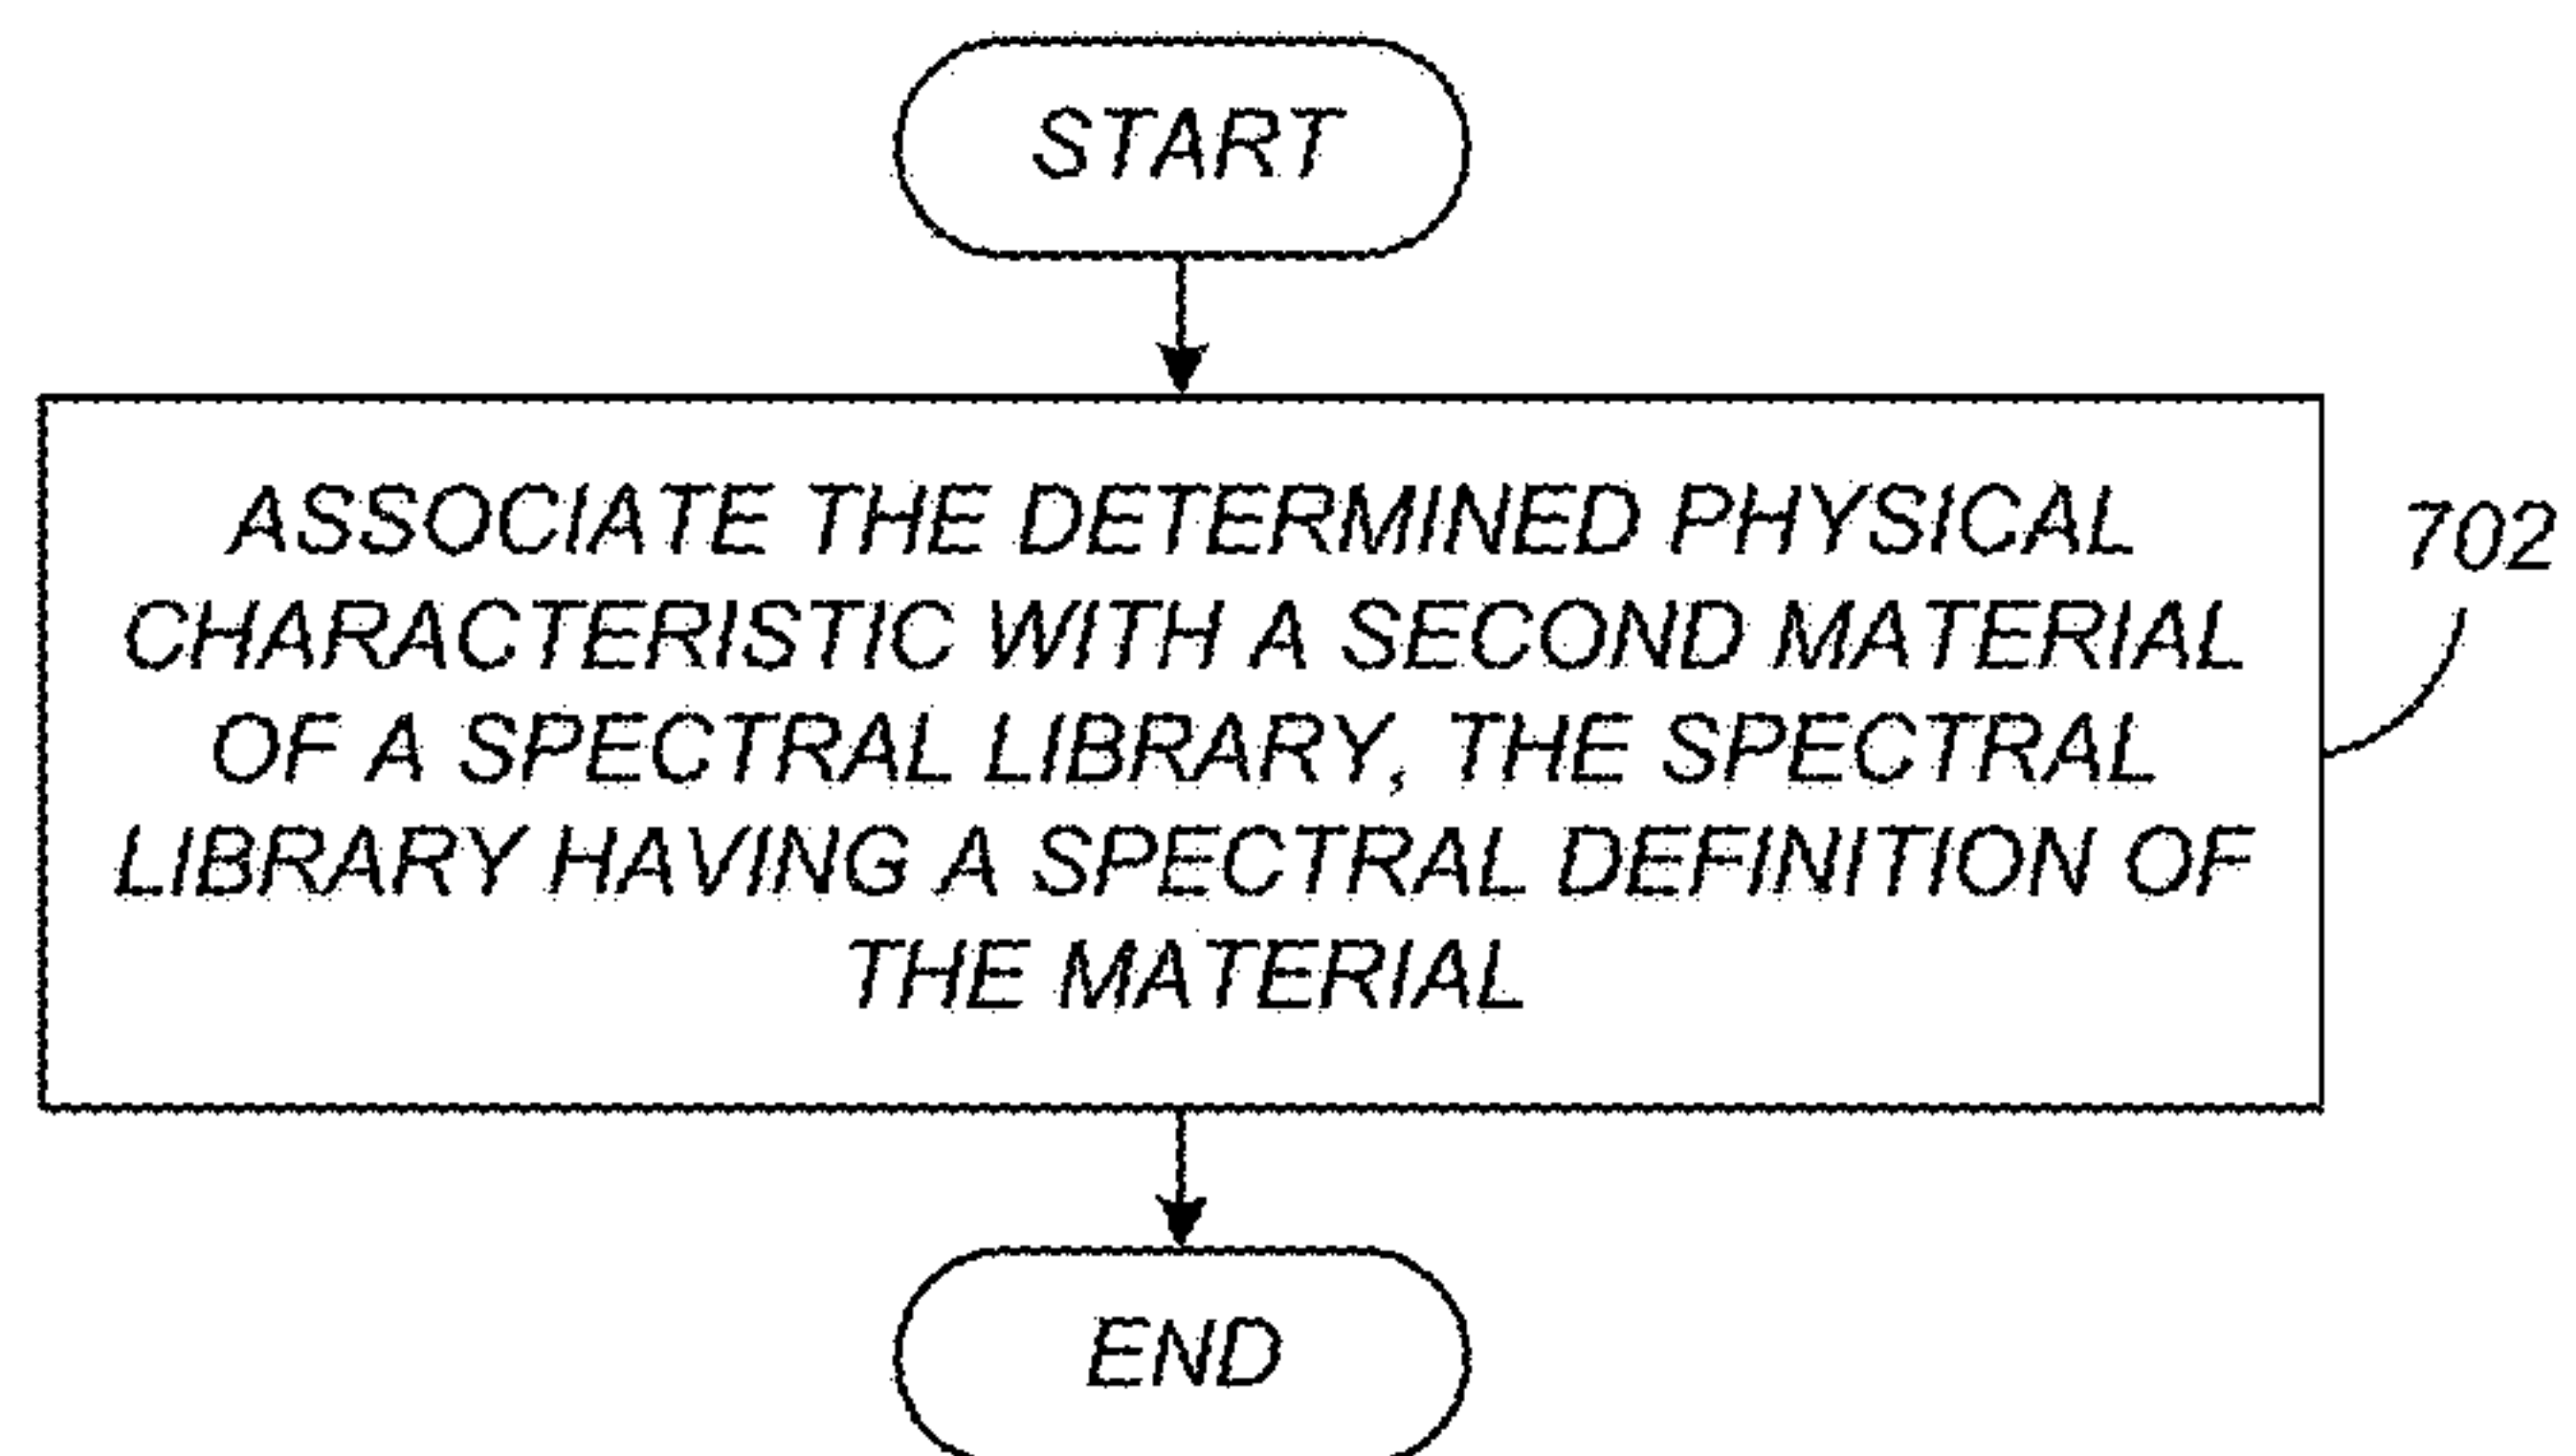 START
ASSOCIATE THE DETERMINED PHYSICAL
CHARACTERISTIC WITH A SECOND MATERIAL
OF A SPECTRAL LIBRARY, THE SPECTRAL
LIBRARY HAVING A SPECTRAL DEFINITION OF
THE MATERIAL
702
END